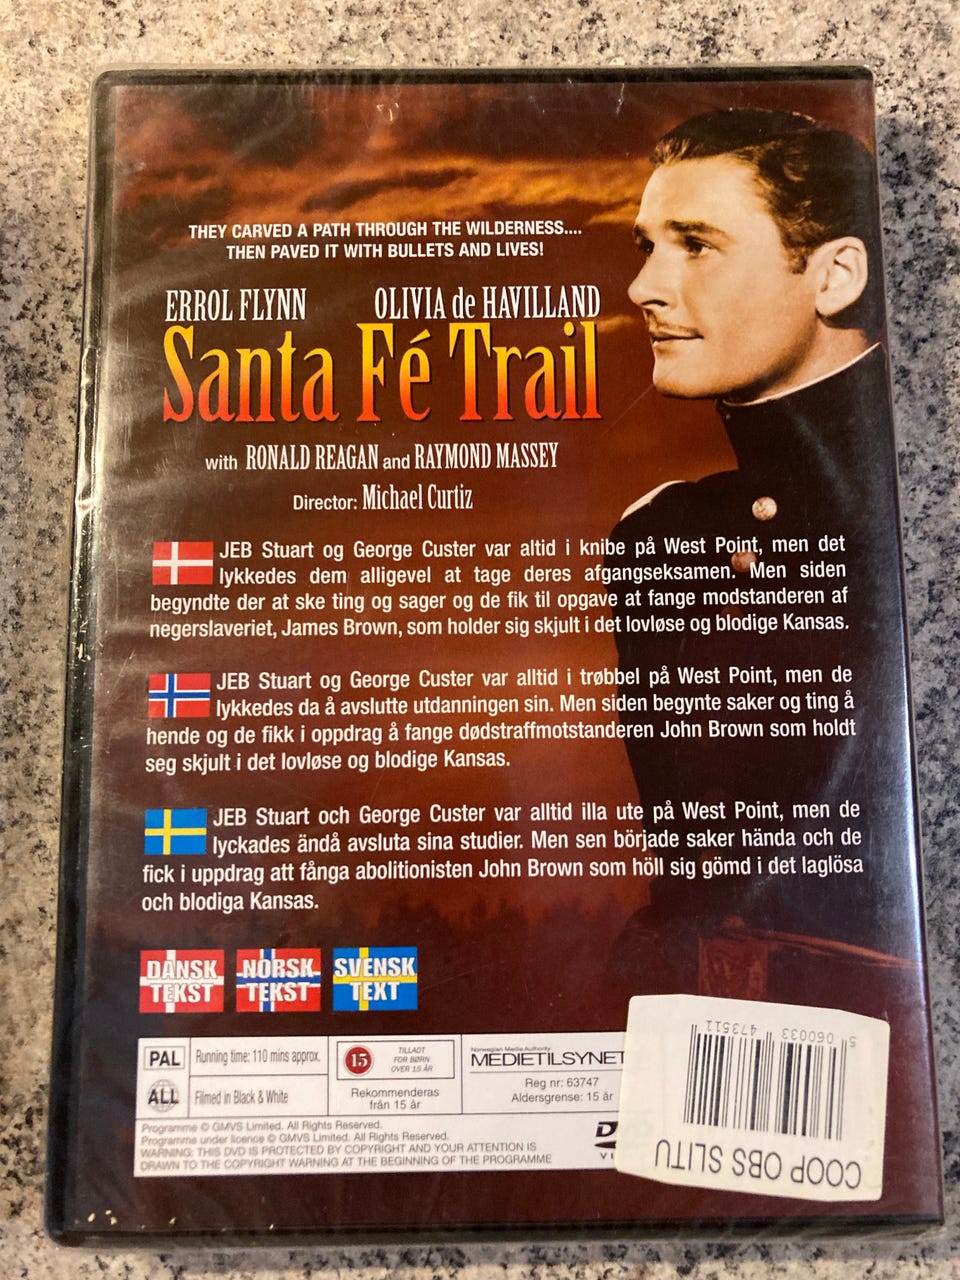 THEY CARVED A PATH THROUGH THE WILDERNESS....
THEN PAVED IT WITH BULLETS AND LIVES!
ERROL FLYNN OLIVIA de HAVILLAND
Santa Fé Trail
with RONALD REAGAN and RAYMOND MASSEY
Director: Michael Curtiz
JEB Stuart og George Custer var altid i knibe på West Point, men det
lykkedes dem alligevel at tage deres afgangseksamen. Men siden
begyndte der at ske ting og sager og de fik til opgave at fange modstanderen af
negerslaveriet, James Brown, som holder sig skjult i det lovløse og blodige Kansas.
JEB Stuart og George Custer var alltid i trøbbel på West Point, men de
lykkedes da å avslutte utdanningen sin. Men siden begynte saker og ting å
hende og de fikk i oppdrag å fange dødstraffmotstanderen John Brown som holdt
seg skjult i det lovløse og blodige Kansas.
JEB Stuart och George Custer var alltid illa ute på West Point, men de
lyckades ändå avsluta sina studier. Men sen började saker hända och de
fick i uppdrag att fånga abolitionisten John Brown som höll sig gömd i det laglösa
och blodiga Kansas.
DANSK TEKST
NORSK TEKST
SVENSK TEXT
PAL Running time: 110 mins approx.
ALL Filmed in Black & White
15 TILLADT
FOR BØRN
OVER 15 ÅR
Rekommenderas
från 15 år
Norwegian Media Authority
MEDIETILSYNET
Reg nr: 63747
Aldersgrense: 15 år
Programme © GMVS Limited. All Rights Reserved.
Programme under licence © GMVS Limited. All Rights Reserved.
WARNING: THIS DVD IS PROTECTED BY COPYRIGHT AND YOUR ATTENTION IS
DRAWN TO THE COPYRIGHT WARNING AT THE BEGINNING OF THE PROGRAMME
COOP OBS SLITU
5 060033 473511